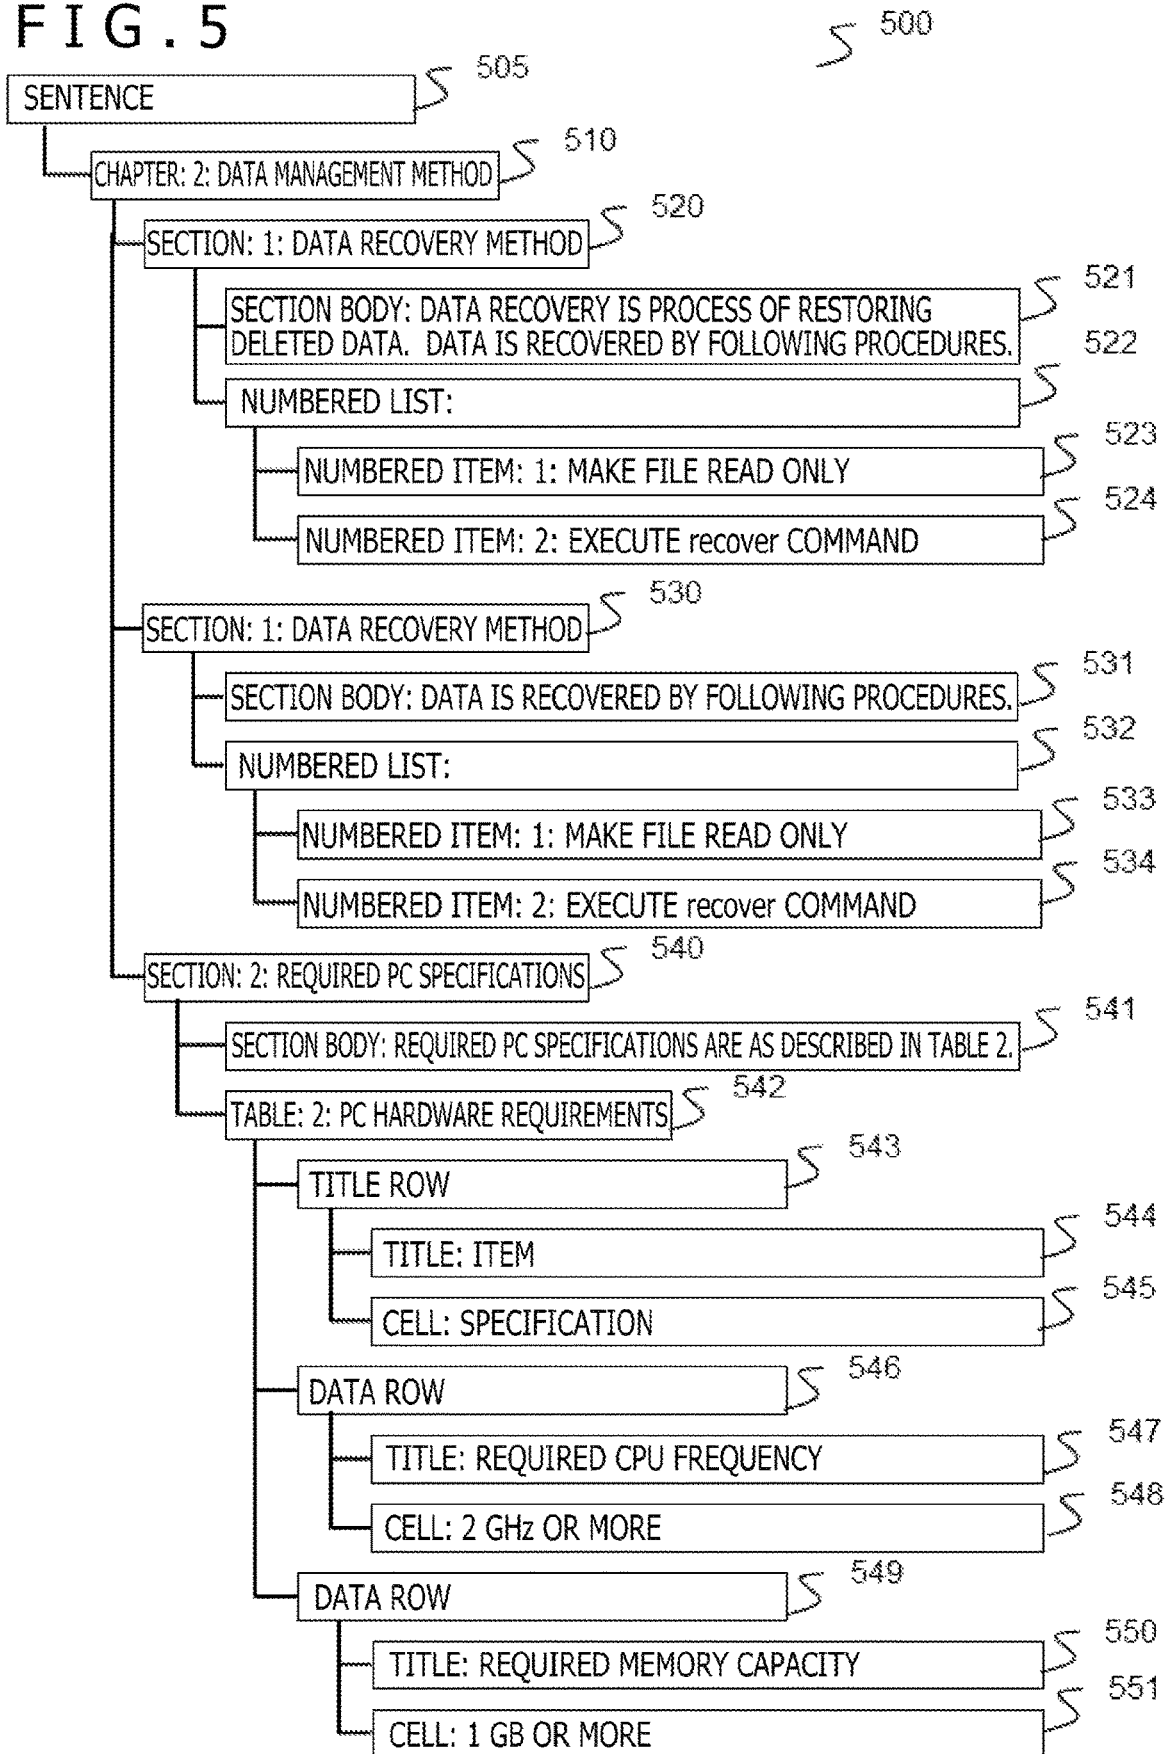 FIG.5
500
505
SENTENCE
510
CHAPTER: 2: DATA MANAGEMENT METHOD
520
SECTION: 1: DATA RECOVERY METHOD
521
SECTION BODY: DATA RECOVERY IS PROCESS OF RESTORING
DELETED DATA. DATA IS RECOVERED BY FOLLOWING PROCEDURES.
522
NUMBERED LIST:
523
NUMBERED ITEM: 1: MAKE FILE READ ONLY
524
NUMBERED ITEM: 2: EXECUTE recover COMMAND
530
SECTION: 1: DATA RECOVERY METHOD
531
SECTION BODY: DATA IS RECOVERED BY FOLLOWING PROCEDURES.
532
NUMBERED LIST:
533
NUMBERED ITEM: 1: MAKE FILE READ ONLY
534
NUMBERED ITEM: 2: EXECUTE recover COMMAND
540
SECTION: 2: REQUIRED PC SPECIFICATIONS
541
SECTION BODY: REQUIRED PC SPECIFICATIONS ARE AS DESCRIBED IN TABLE 2.
542
TABLE: 2: PC HARDWARE REQUIREMENTS
543
TITLE ROW
544
TITLE: ITEM
545
CELL: SPECIFICATION
546
DATA ROW
547
TITLE: REQUIRED CPU FREQUENCY
548
CELL: 2 GHz OR MORE
549
DATA ROW
550
TITLE: REQUIRED MEMORY CAPACITY
551
CELL: 1 GB OR MORE